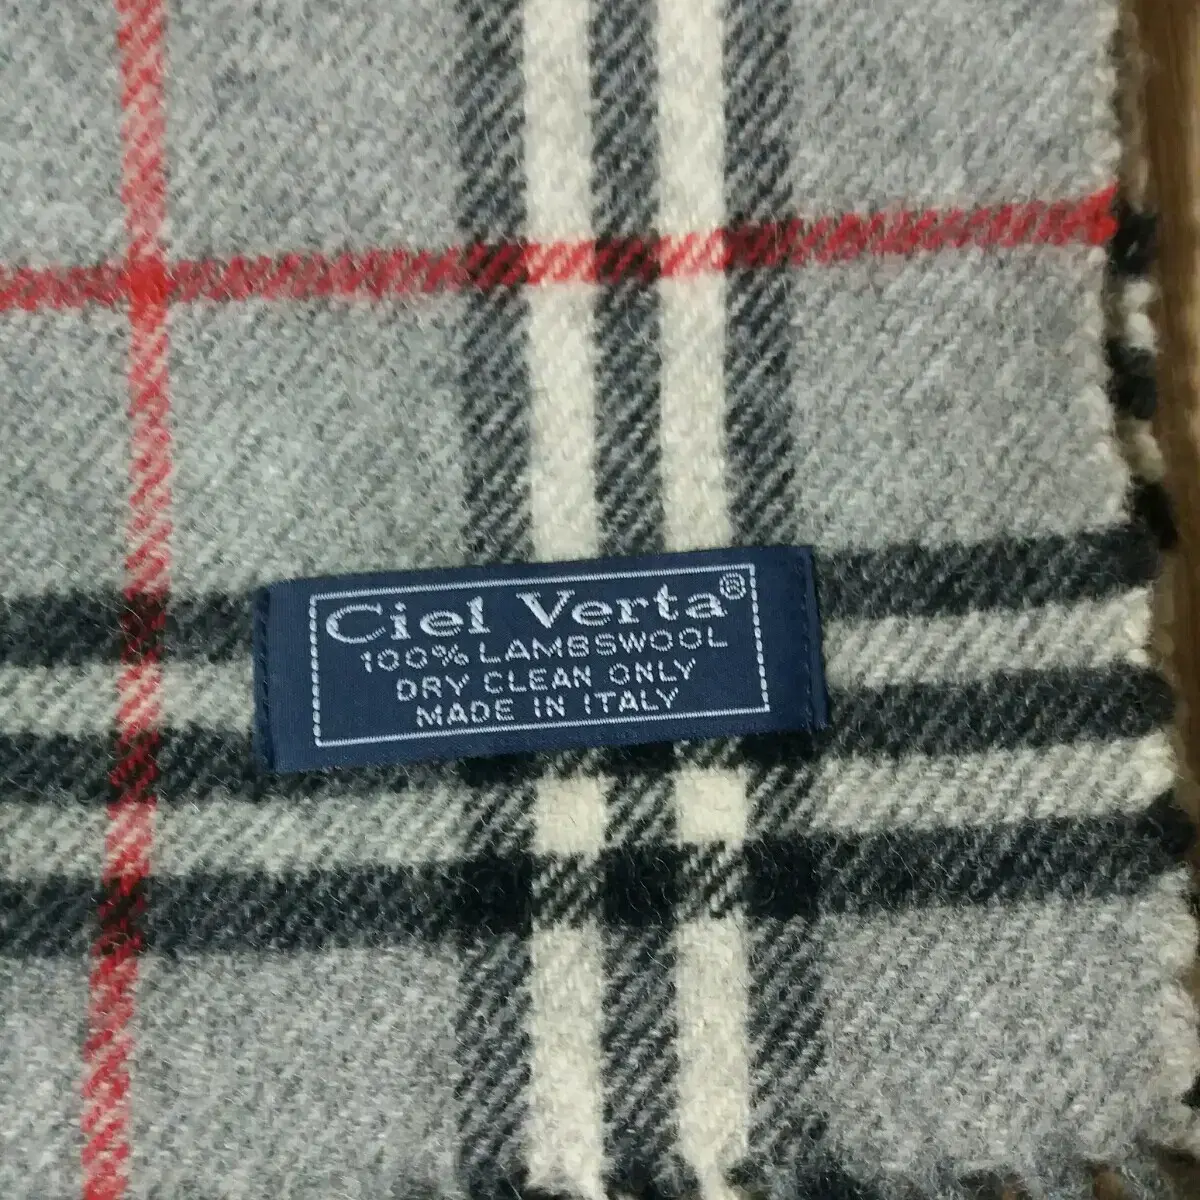 Ciel Verta®
100% LAMBSWOOL
DRY CLEAN ONLY
MADE IN ITALY